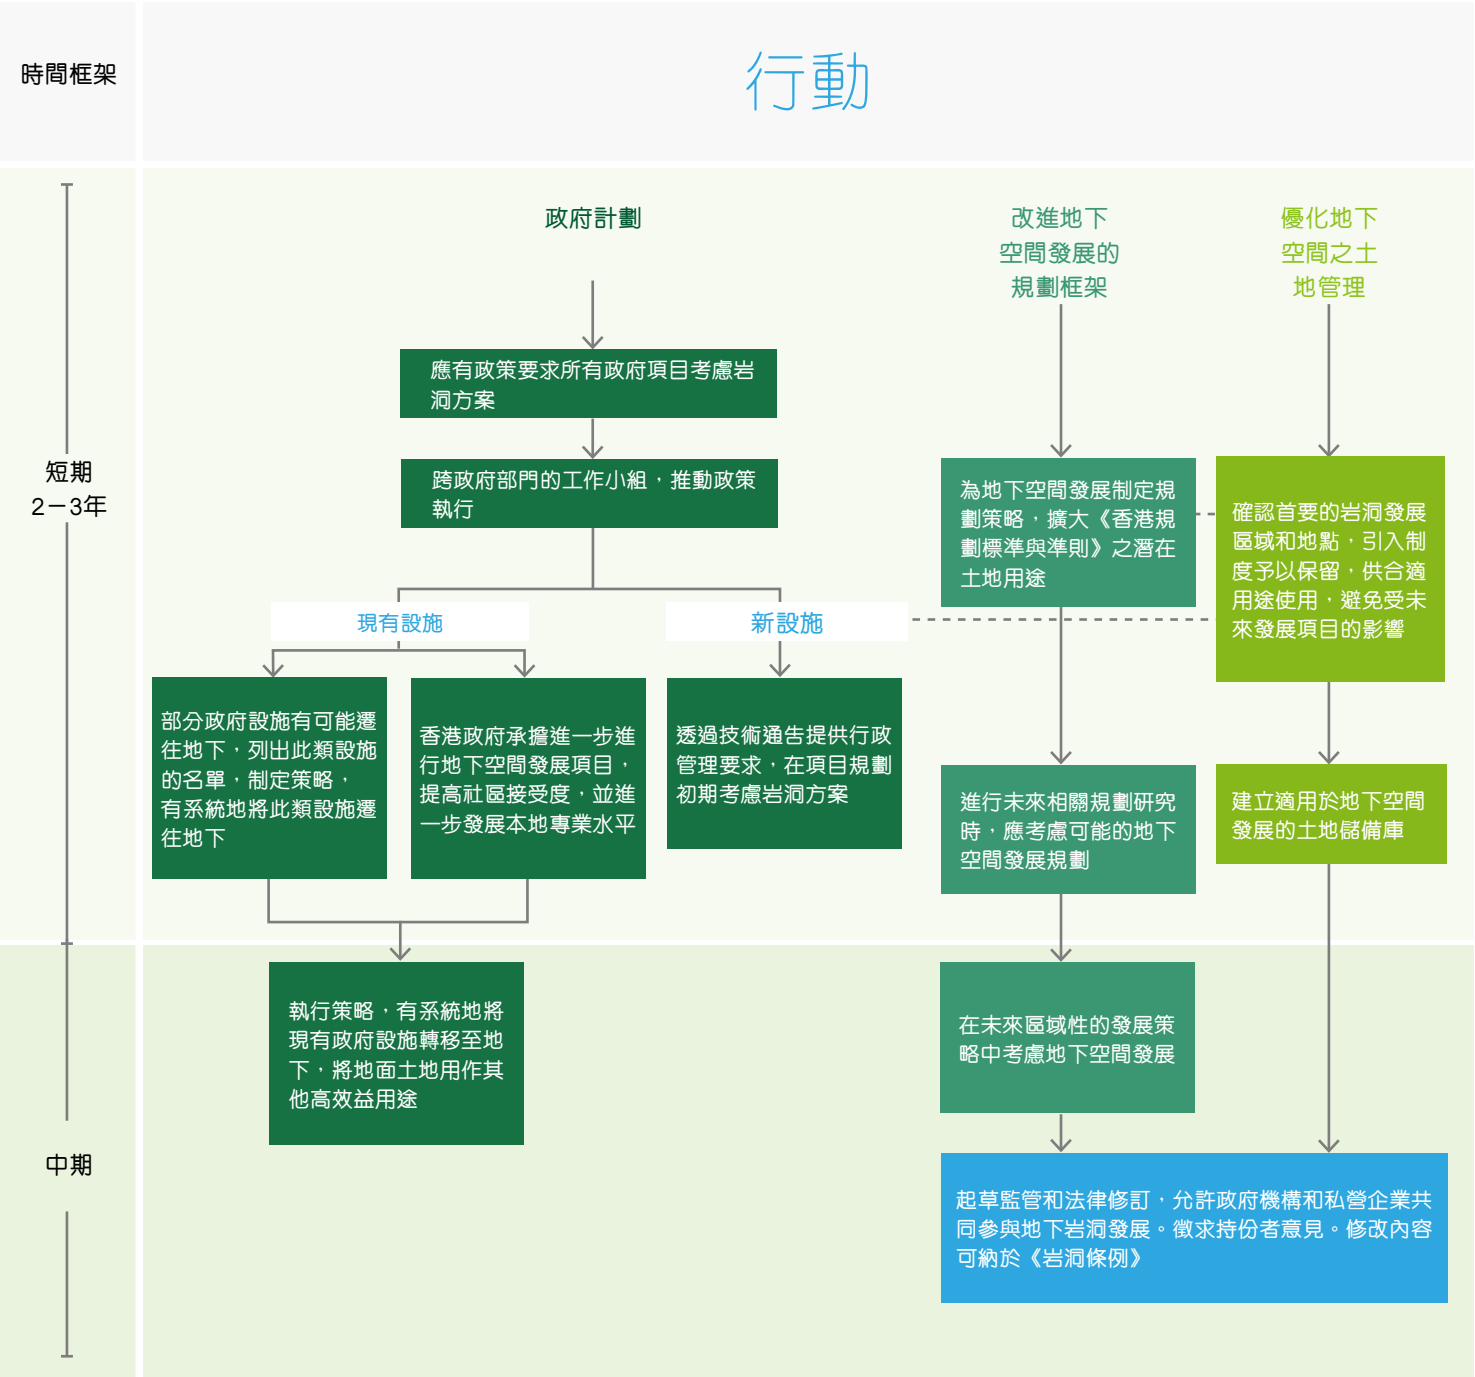 時間框架
行動
政府計劃
改進地下
空間發展的
規劃框架
優化地下
空間之土
地管理
應有政策要求所有政府項目考慮岩
洞方案
短期
2－3年
跨政府部門的工作小組，推動政策
執行
為地下空間發展制定規
劃策略，擴大《香港規
劃標準與準則》之潛在
土地用途
確認首要的岩洞發展
區域和地點，引入制
度予以保留，供合適
用途使用，避免受未
來發展項目的影響
現有設施
新設施
部分政府設施有可能遷
往地下，列出此類設施
的名單，制定策略，
有系統地將此類設施遷
往地下
香港政府承擔進一步進
行地下空間發展項目，
提高社區接受度，並進
一步發展本地專業水平
透過技術通告提供行政
管理要求，在項目規劃
初期考慮岩洞方案
進行未來相關規劃研究
時，應考慮可能的地下
空間發展規劃
建立適用於地下空間
發展的土地儲備庫
執行策略，有系統地將
現有政府設施轉移至地
下，將地面土地用作其
他高效益用途
在未來區域性的發展策
略中考慮地下空間發展
中期
起草監管和法律修訂，允許政府機構和私營企業共
同參與地下岩洞發展。徵求持份者意見。修改內容
可納於《岩洞條例》